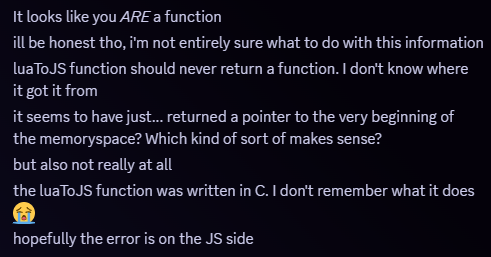 It looks like you ARE a function
ill be honest tho, i'm not entirely sure what to do with this information
luaToJS function should never return a function. I don't know where
it got it from
it seems to have just... returned a pointer to the very beginning of
the memoryspace? Which kind of sort of makes sense?
but also not really at all
the luaToJS function was written in C. I don't remember what it does
😭
hopefully the error is on the JS side